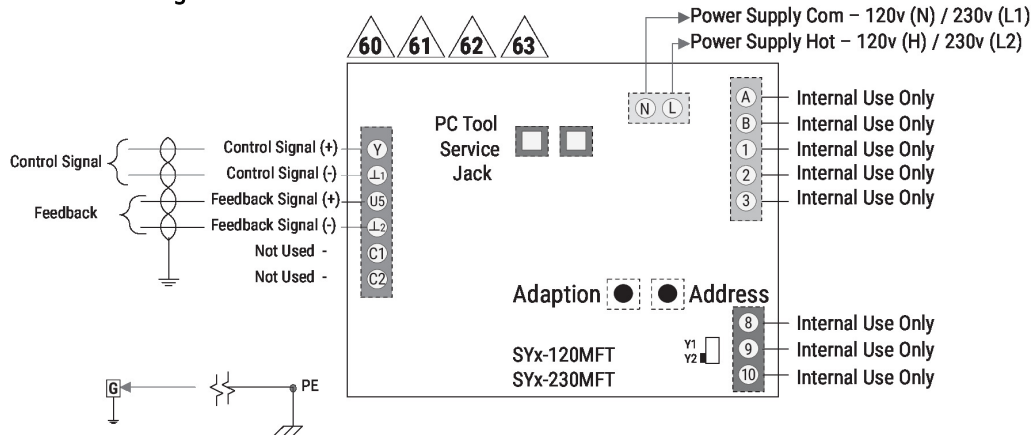 Power Supply Com – 120v (N) / 230v (L1)
Power Supply Hot – 120v (H) / 230v (L2)
60 61 62 63
N L
A Internal Use Only
B Internal Use Only
1 Internal Use Only
2 Internal Use Only
3 Internal Use Only
PC Tool
Service
Jack
Control Signal
Feedback
Control Signal (+) Y
Control Signal (-) ⊥1
Feedback Signal (+) U5
Feedback Signal (-) ⊥2
Not Used - C1
Not Used - C2
Adaption Address
8 Internal Use Only
9 Internal Use Only
10 Internal Use Only
Y1
Y2
SYx-120MFT
SYx-230MFT
G PE